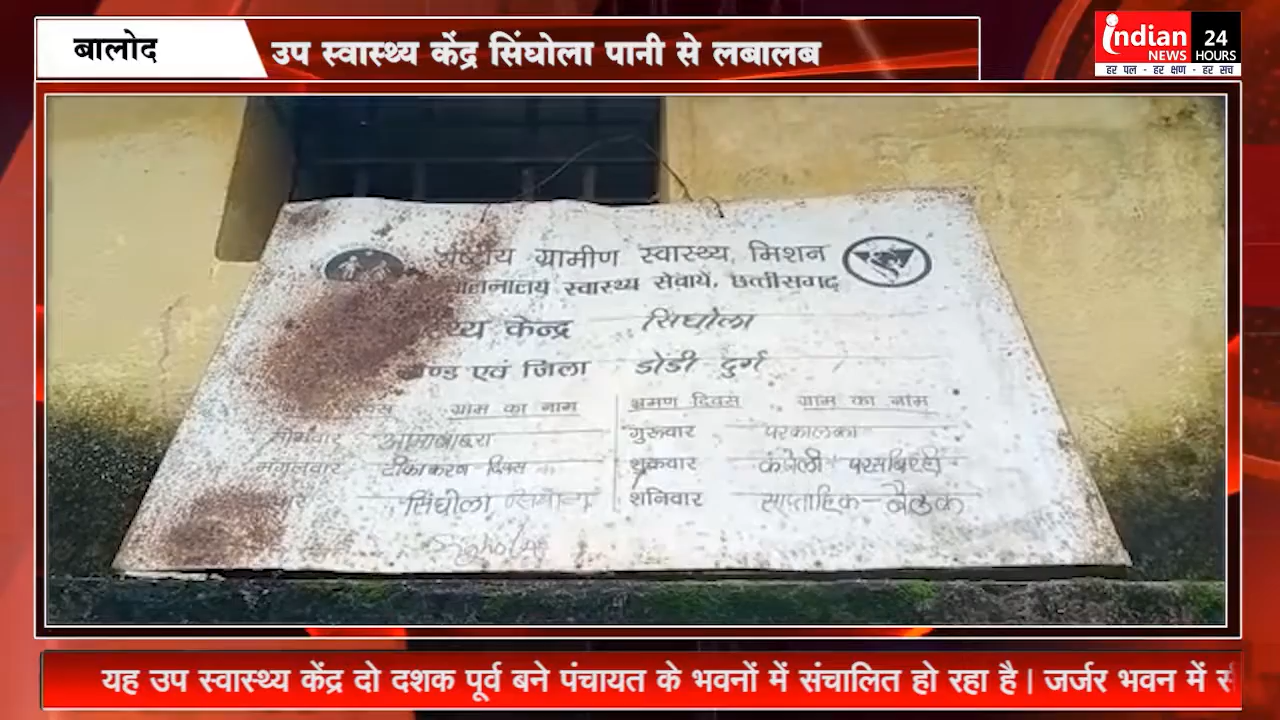 बालोद
उप स्वास्थ्य केंद्र सिंघोला पानी से लबालब
indian
NEWS
24
HOURS
हर पल - हर क्षण - हर सच
ग्रामीण स्वास्थ्य मिशन
स्वास्थ्य सेवायें, छत्तीसगढ़
केन्द्र सिंघोला
एवं जिला डोडी दुर्ग
ग्राम का नाम भ्रमण दिवस ग्राम का नाम
सोमवार गुरूवार
मंगलवार टीकाकरण दिवस शुक्रवार
सिंघोला शनिवार साप्ताहिक-बैठक
यह उप स्वास्थ्य केंद्र दो दशक पूर्व बने पंचायत के भवनों में संचालित हो रहा है। जर्जर भवन में